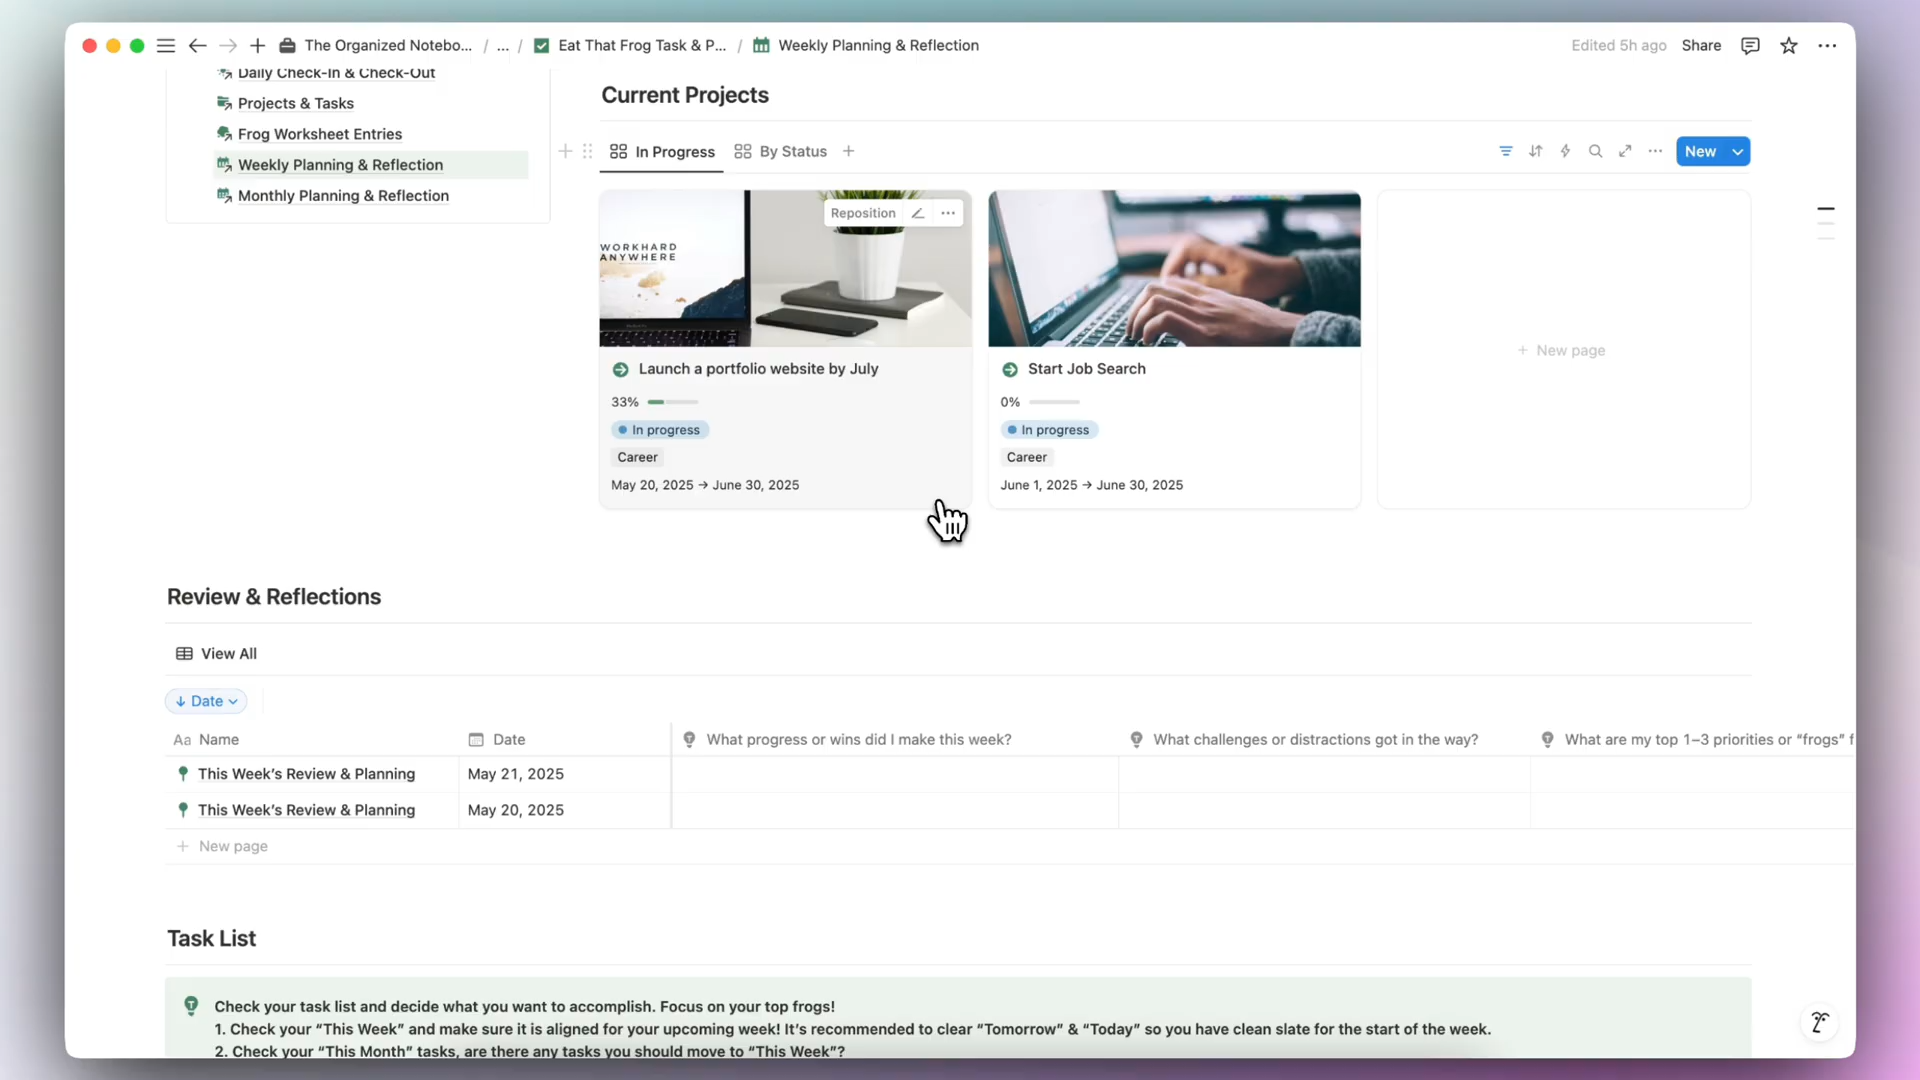 The Organized Notebo... / ... / Eat That Frog Task & P... / Weekly Planning & Reflection
Edited 5h ago Share
Daily Check-In & Check-Out
Projects & Tasks
Frog Worksheet Entries
Weekly Planning & Reflection
Monthly Planning & Reflection
Current Projects
In Progress By Status
New
WORKHARD
ANYWHERE
Reposition
Launch a portfolio website by July
33%
In progress
Career
May 20, 2025 → June 30, 2025
Start Job Search
0%
In progress
Career
June 1, 2025 → June 30, 2025
+ New page
Review & Reflections
View All
↓ Date
Aa Name Date What progress or wins did I make this week? What challenges or distractions got in the way? What are my top 1–3 priorities or “frogs” f
This Week’s Review & Planning May 21, 2025
This Week’s Review & Planning May 20, 2025
+ New page
Task List
Check your task list and decide what you want to accomplish. Focus on your top frogs!
1. Check your “This Week” and make sure it is aligned for your upcoming week! It’s recommended to clear “Tomorrow” & “Today” so you have clean slate for the start of the week.
2. Check your “This Month” tasks, are there any tasks you should move to “This Week”?